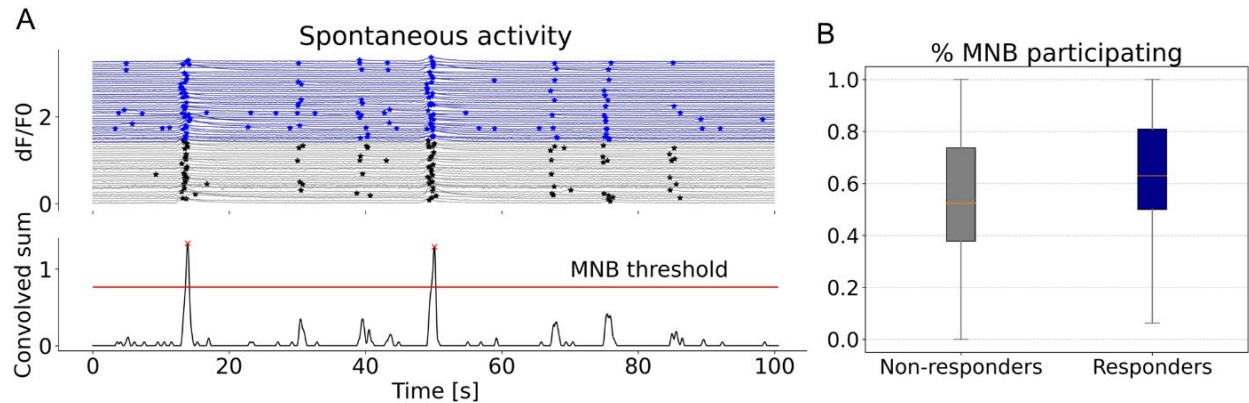 A
Spontaneous activity
dF/F0
2
0
Convolved sum
1
0
MNB threshold
0 20 40 60 80 100
Time [s]
B
% MNB participating
1.0
0.8
0.6
0.4
0.2
0.0
Non-responders Responders